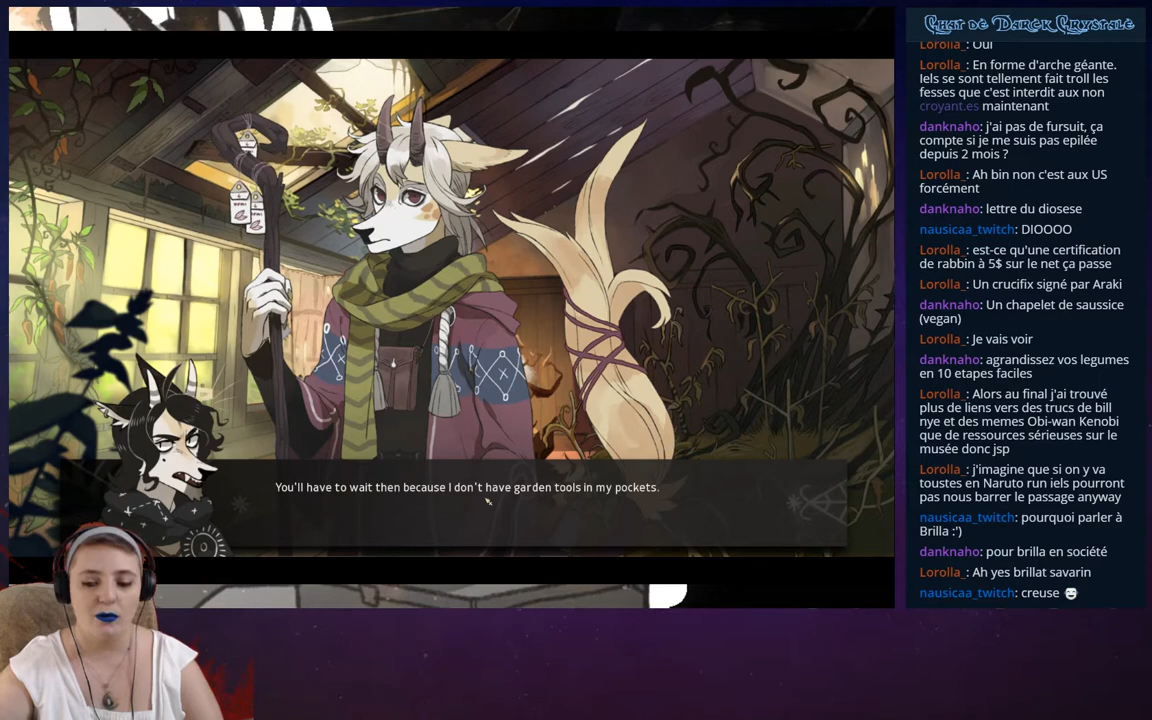 Chat de Darck Crystale
Lorolla_: Oui
Lorolla_: En forme d'arche géante.
Iels se sont tellement fait troll les
fesses que c'est interdit aux non
croyant.es maintenant
danknaho: j'ai pas de fursuit, ça
compte si je me suis pas epilée
depuis 2 mois ?
Lorolla_: Ah bin non c'est aux US
forcément
danknaho: lettre du diosese
nausicaa_twitch: DIOOOO
Lorolla_: est-ce qu'une certification
de rabbin à 5$ sur le net ça passe
Lorolla_: Un crucifix signé par Araki
danknaho: Un chapelet de saussice
(vegan)
Lorolla_: Je vais voir
danknaho: agrandissez vos legumes
en 10 etapes faciles
Lorolla_: Alors au final j'ai trouvé
plus de liens vers des trucs de bill
nye et des memes Obi-wan Kenobi
que de ressources sérieuses sur le
musée donc jsp
Lorolla_: j'imagine que si on y va
toustes en Naruto run iels pourront
pas nous barrer le passage anyway
nausicaa_twitch: pourquoi parler à
Brilla :')
danknaho: pour brilla en société
Lorolla_: Ah yes brillat savarin
nausicaa_twitch: creuse
You'll have to wait then because I don't have garden tools in my pockets.